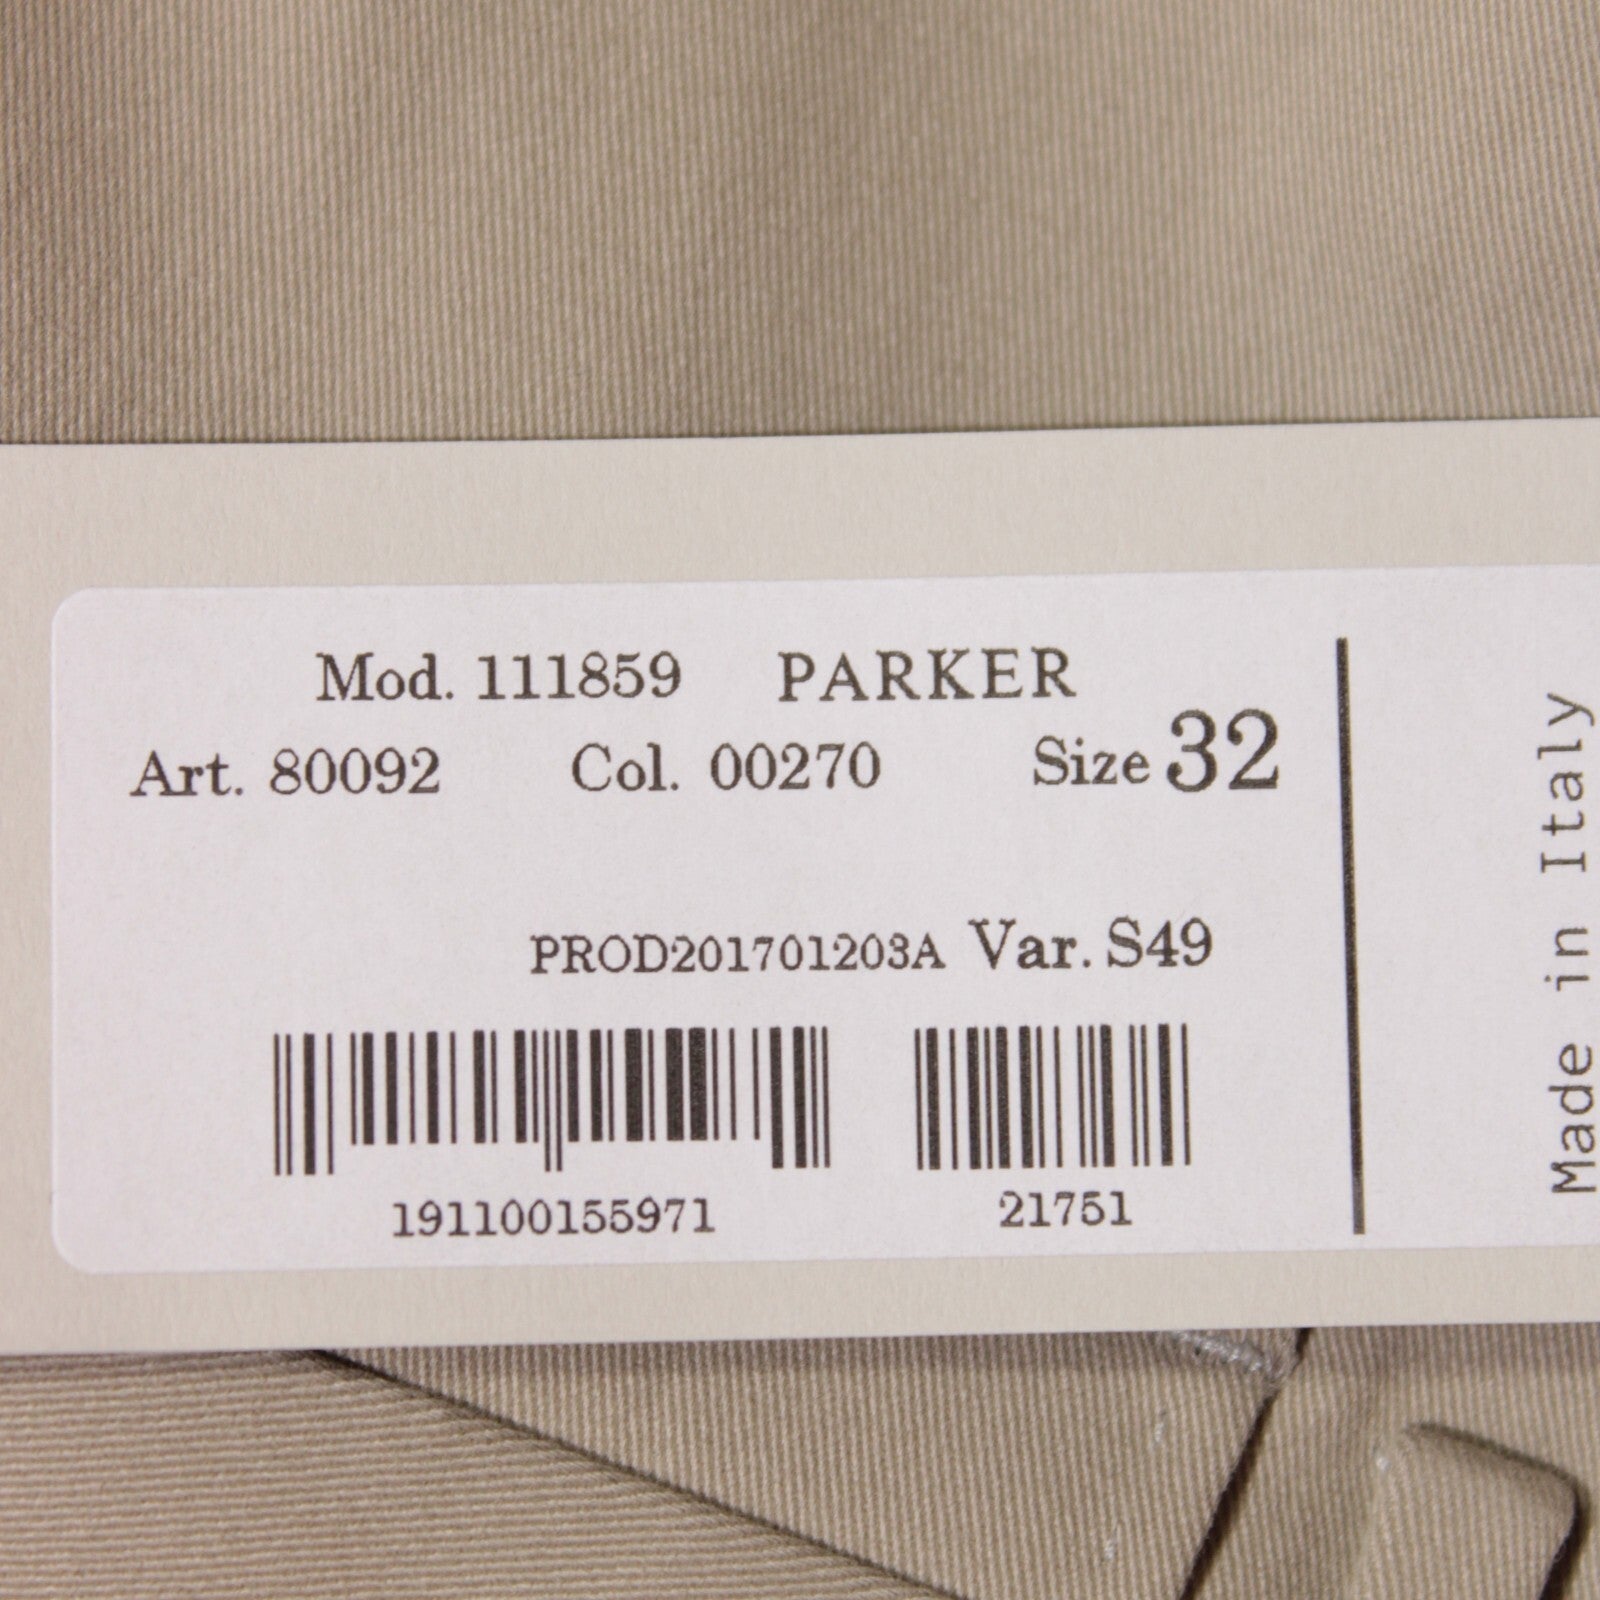 Mod. 111859 PARKER
Art. 80092 Col. 00270 Size 32
PROD201701203A Var. S49
191100155971 21751
Made in Italy